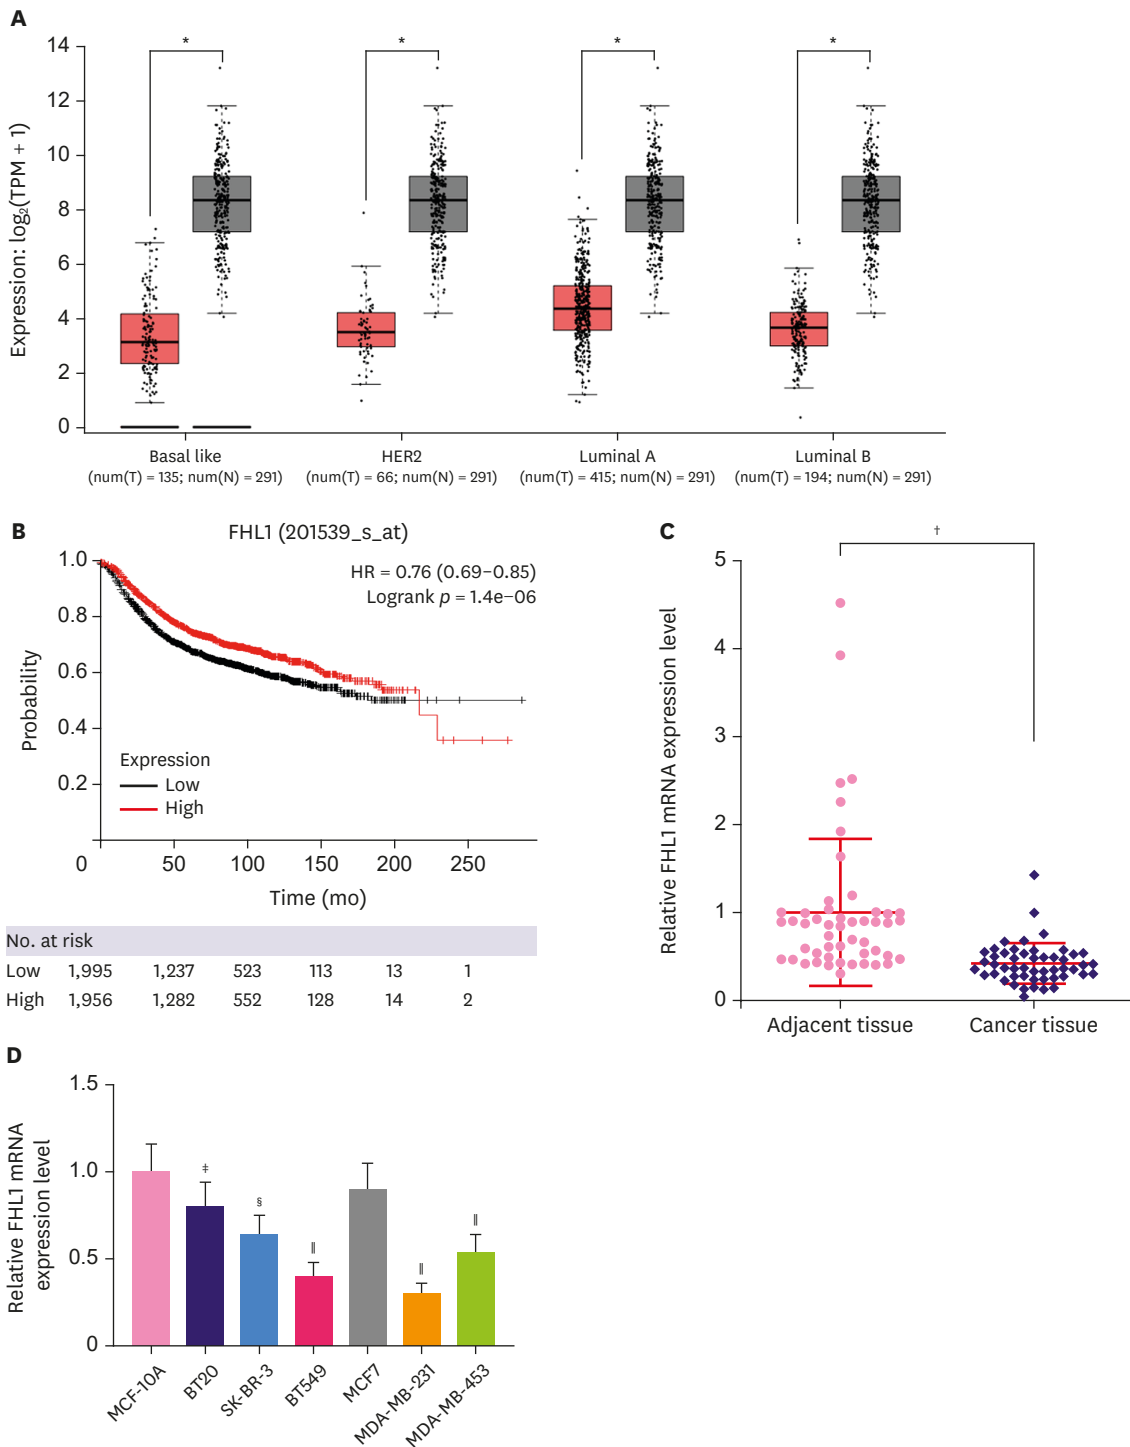 A
Expression: log₂(TPM + 1)
14
12
10
8
6
4
2
0
* * * *
Basal like HER2 Luminal A Luminal B
(num(T) = 135; num(N) = 291) (num(T) = 66; num(N) = 291) (num(T) = 415; num(N) = 291) (num(T) = 194; num(N) = 291)
B
FHL1 (201539_s_at)
HR = 0.76 (0.69–0.85)
Logrank p = 1.4e–06
Probability
1.0
0.8
0.6
0.4
0.2
Expression
Low
High
0 50 100 150 200 250
Time (mo)
No. at risk
Low 1,995 1,237 523 113 13 1
High 1,956 1,282 552 128 14 2
C
Relative FHL1 mRNA expression level
†
5
4
3
2
1
0
Adjacent tissue Cancer tissue
D
Relative FHL1 mRNA
expression level
1.5
1.0
0.5
0
‡ § ∥ ∥ ∥
MCF-10A BT20 SK-BR-3 BT549 MCF7 MDA-MB-231 MDA-MB-453